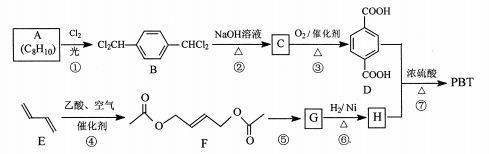 A
(C₈H₁₀)
Cl₂
光
①
Cl₂CH
CHCl₂
B
NaOH溶液
△
②
C
O₂/催化剂
△
③
COOH
COOH
D
浓硫酸
△
⑦
PBT
E
乙酸、空气
催化剂
④
O
O
O
O
F
⑤
G
H₂/Ni
△
⑥
H